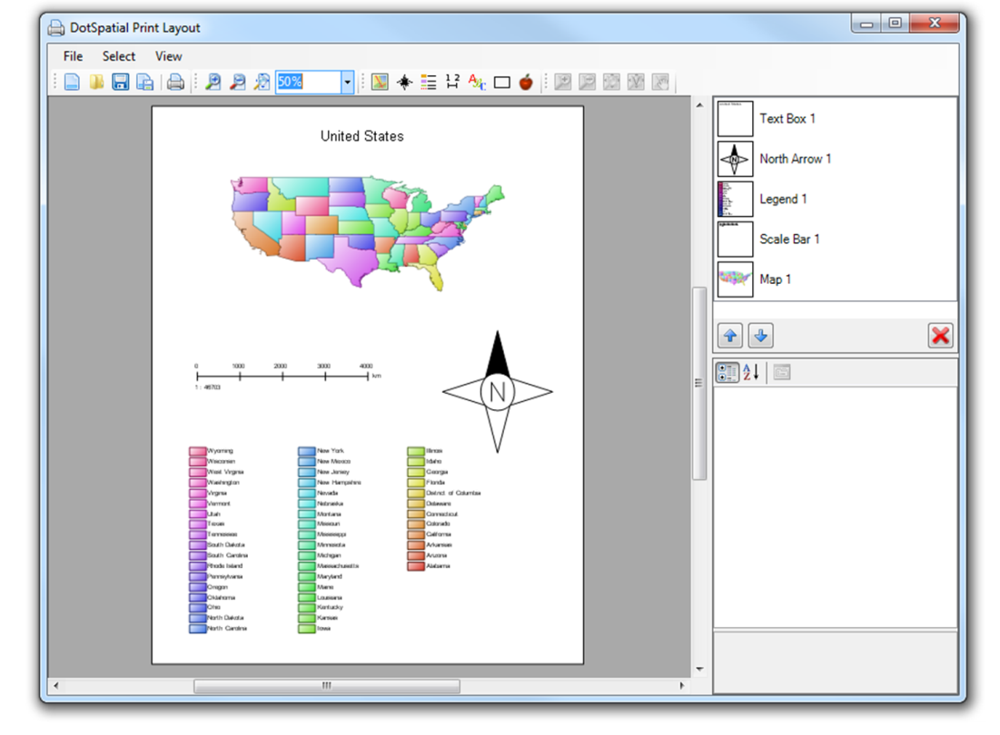 DotSpatial Print Layout
File Select View
50%
United States
Text Box 1
North Arrow 1
Legend 1
Scale Bar 1
Map 1
0 1000 2000 3000 4000
km
1 : 46703
N
Wyoming
Wisconsin
West Virginia
Washington
Virginia
Vermont
Utah
Texas
Tennessee
South Dakota
South Carolina
Rhode Island
Pennsylvania
Oregon
Oklahoma
Ohio
North Dakota
North Carolina
New York
New Mexico
New Jersey
New Hampshire
Nevada
Nebraska
Montana
Missouri
Mississippi
Minnesota
Michigan
Massachusetts
Maryland
Maine
Louisiana
Kentucky
Kansas
Iowa
Illinois
Idaho
Georgia
Florida
District of Columbia
Delaware
Connecticut
Colorado
California
Arkansas
Arizona
Alabama